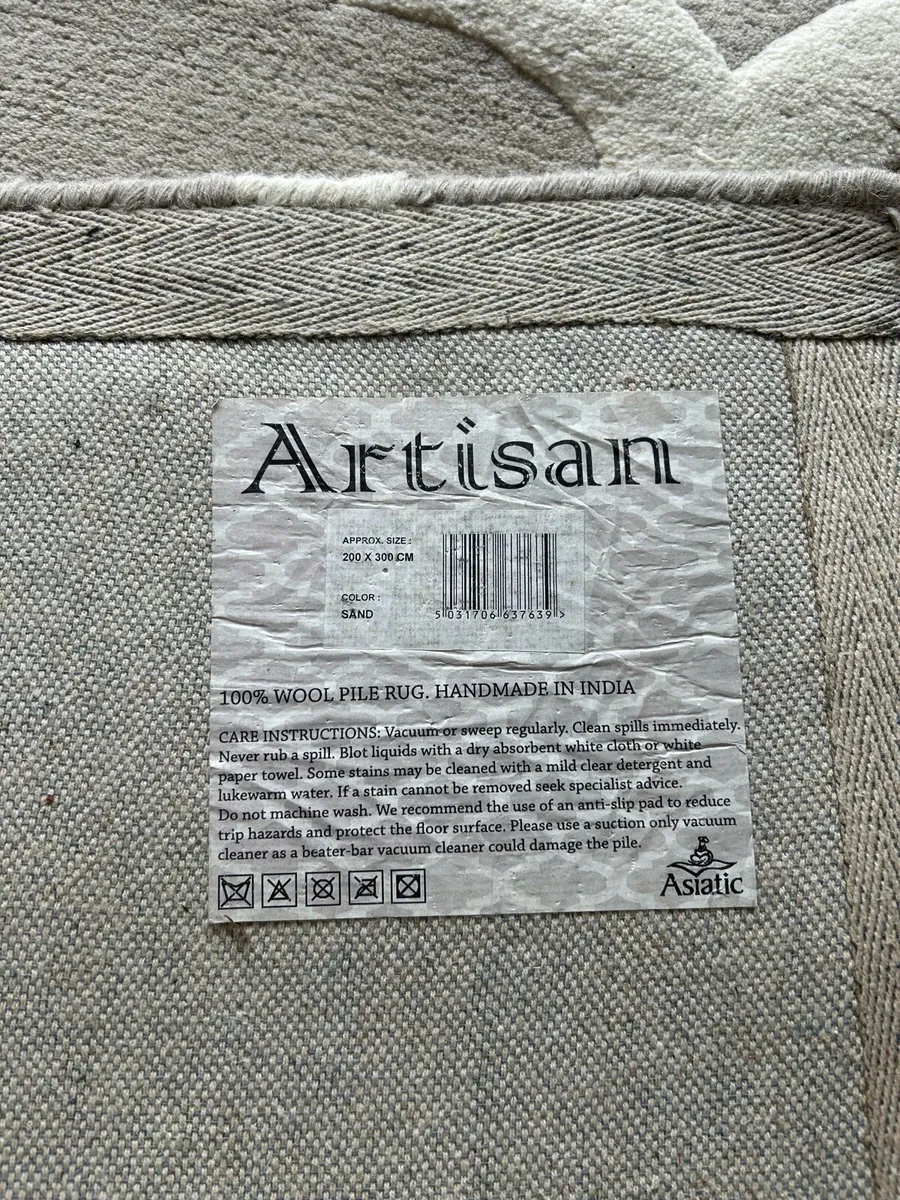 Artisan
APPROX. SIZE :
200 X 300 CM
COLOR :
SAND
5 031706 637639 >
100% WOOL PILE RUG. HANDMADE IN INDIA
CARE INSTRUCTIONS: Vacuum or sweep regularly. Clean spills immediately.
Never rub a spill. Blot liquids with a dry absorbent white cloth or white
paper towel. Some stains may be cleaned with a mild clear detergent and
lukewarm water. If a stain cannot be removed seek specialist advice.
Do not machine wash. We recommend the use of an anti-slip pad to reduce
trip hazards and protect the floor surface. Please use a suction only vacuum
cleaner as a beater-bar vacuum cleaner could damage the pile.
Asiatic